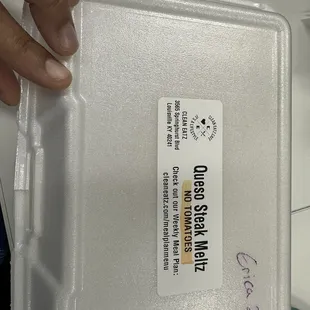 CLEAN EATZ
3565 Springhurst Blvd
Louisville KY 40241
Queso Steak Meltz
NO TOMATOES
Check out our Weekly Meal Plan:
cleaneatz.com/mealplanmenu
Erica